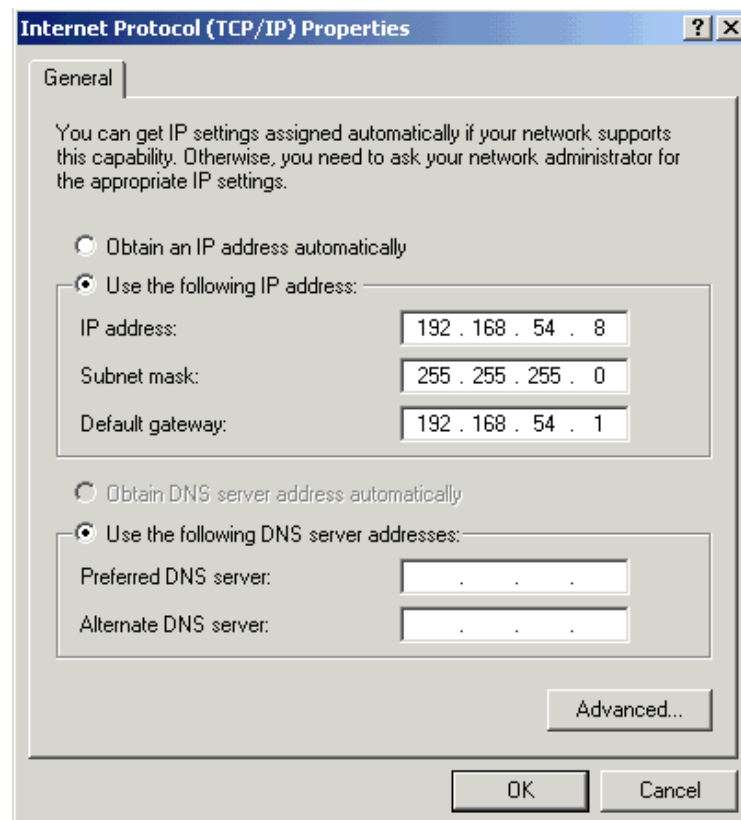 Internet Protocol (TCP/IP) Properties
General
You can get IP settings assigned automatically if your network supports
this capability. Otherwise, you need to ask your network administrator for
the appropriate IP settings.
Obtain an IP address automatically
Use the following IP address:
IP address: 192 . 168 . 54 . 8
Subnet mask: 255 . 255 . 255 . 0
Default gateway: 192 . 168 . 54 . 1
Obtain DNS server address automatically
Use the following DNS server addresses:
Preferred DNS server: . . .
Alternate DNS server: . . .
Advanced...
OK Cancel